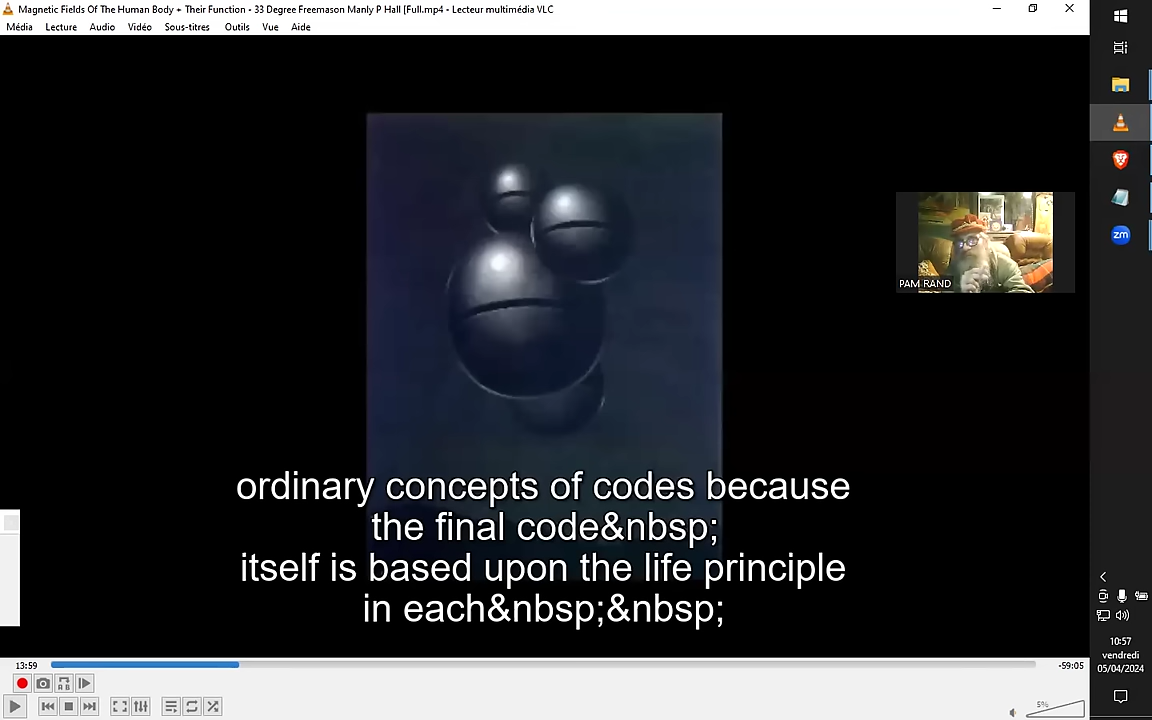 Magnetic Fields Of The Human Body + Their Function - 33 Degree Freemason Manly P Hall [Full.mp4 - Lecteur multimédia VLC
Média Lecture Audio Vidéo Sous-titres Outils Vue Aide
PAM RAND
zm
ordinary concepts of codes because
the final code&nbsp;
itself is based upon the life principle
in each&nbsp;&nbsp;
13:59
-59:05
5%
10:57
vendredi
05/04/2024